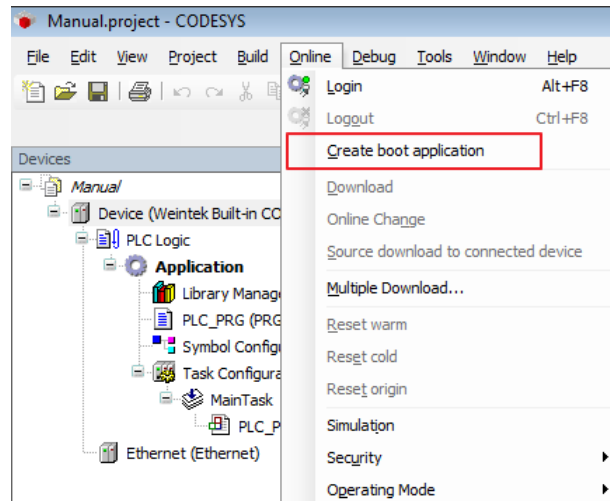 Manual.project - CODESYS
File Edit View Project Build Online Debug Tools Window Help
Login Alt+F8
Logout Ctrl+F8
Create boot application
Download
Online Change
Source download to connected device
Multiple Download...
Reset warm
Reset cold
Reset origin
Simulation
Security
Operating Mode
Devices
Manual
Device (Weintek Built-in CO
PLC Logic
Application
Library Manag
PLC_PRG (PRG
Symbol Config
Task Configura
MainTask
PLC_P
Ethernet (Ethernet)